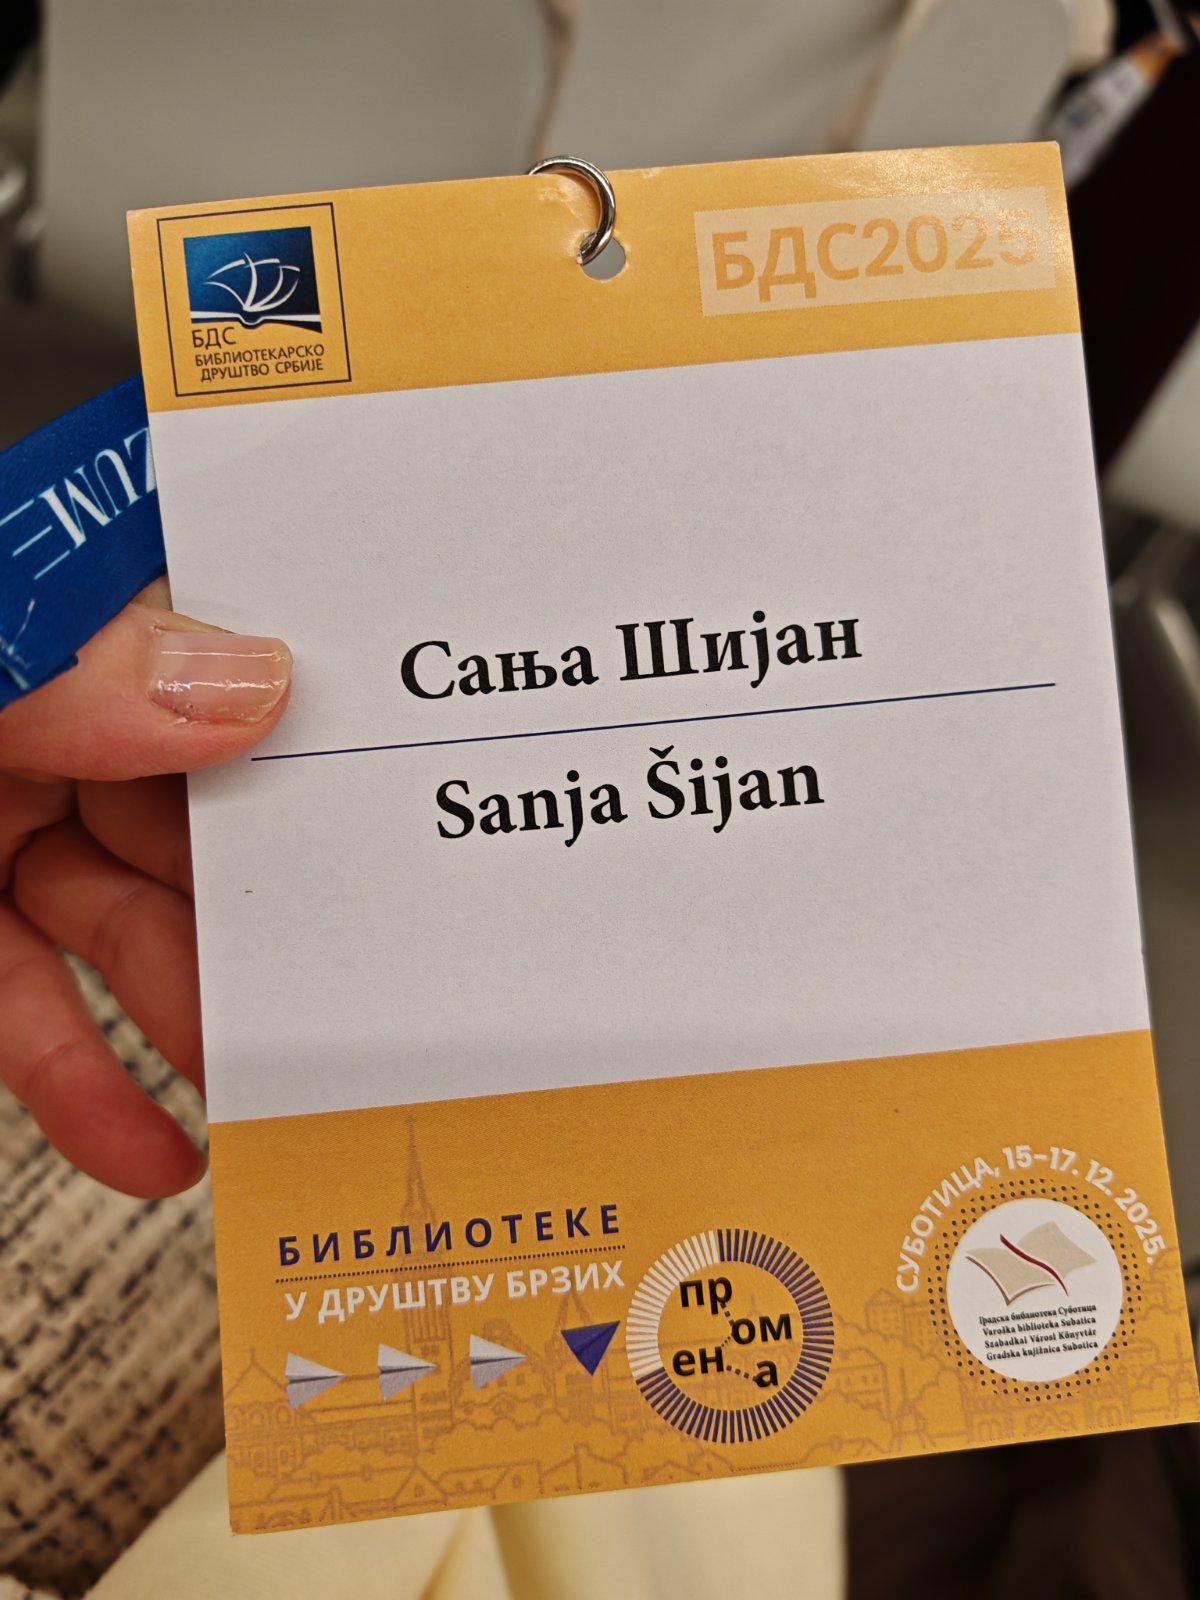 БДС
БИБЛИОТЕКАРСКО
ДРУШТВО СРБИЈЕ
БДС2025
Сања Шијан
Sanja Šijan
БИБЛИОТЕКЕ
У ДРУШТВУ БРЗИХ
пр
ом
ен
а
СУБОТИЦА, 15-17. 12. 2025.
Градска библиотека Суботица
Varoška biblioteka Subatica
Szabadkai Városi Könyvtár
Gradska knjižnica Subotica